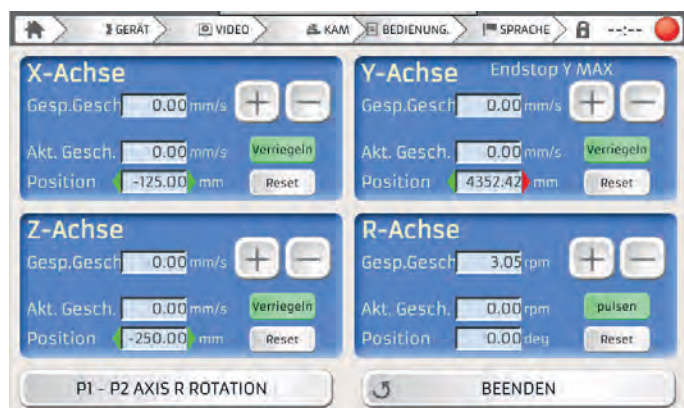 GERÄT VIDEO KAM BEDIENUNG. SPRACHE --:--
X-Achse
Gesp.Gesch 0.00 mm/s + −
Akt. Gesch. 0.00 mm/s Verriegeln
Position -125.00 mm Reset
Y-Achse Endstop Y MAX
Gesp.Gesch 0.00 mm/s + −
Akt. Gesch. 0.00 mm/s Verriegeln
Position 4352.42 mm Reset
Z-Achse
Gesp.Gesch 0.00 mm/s + −
Akt. Gesch. 0.00 mm/s Verriegeln
Position -250.00 mm Reset
R-Achse
Gesp.Gesch 3.05 rpm + −
Akt. Gesch. 0.00 rpm pulsen
Position 0.00 deg Reset
P1 - P2 AXIS R ROTATION
BEENDEN